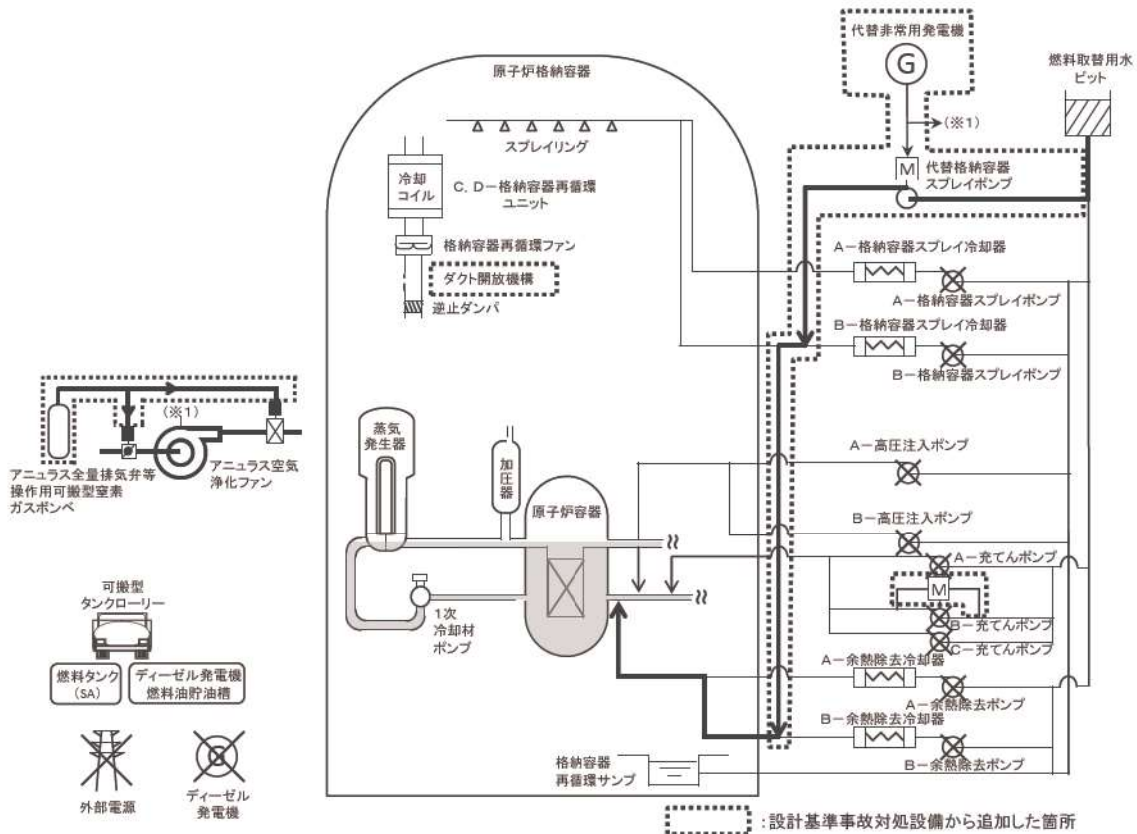 代替非常用発電機
G
(※1)
燃料取替用水
ピット
原子炉格納容器
スプレイリング
M
代替格納容器
スプレイポンプ
冷却
コイル
C, D-格納容器再循環
ユニット
格納容器再循環ファン
ダクト開放機構
逆止ダンパ
A-格納容器スプレイ冷却器
A-格納容器スプレイポンプ
B-格納容器スプレイ冷却器
B-格納容器スプレイポンプ
(※1)
アニュラス全量排気弁等
操作用可搬型窒素
ガスボンベ
アニュラス空気
浄化ファン
蒸気
発生器
加
圧
器
原子炉容器
1次
冷却材
ポンプ
A-高圧注入ポンプ
B-高圧注入ポンプ
A-充てんポンプ
M
B-充てんポンプ
C-充てんポンプ
A-余熱除去冷却器
A-余熱除去ポンプ
B-余熱除去冷却器
B-余熱除去ポンプ
格納容器
再循環サンプ
可搬型
タンクローリー
燃料タンク
(SA)
ディーゼル発電機
燃料油貯油槽
外部電源
ディーゼル
発電機
:設計基準事故対処設備から追加した箇所